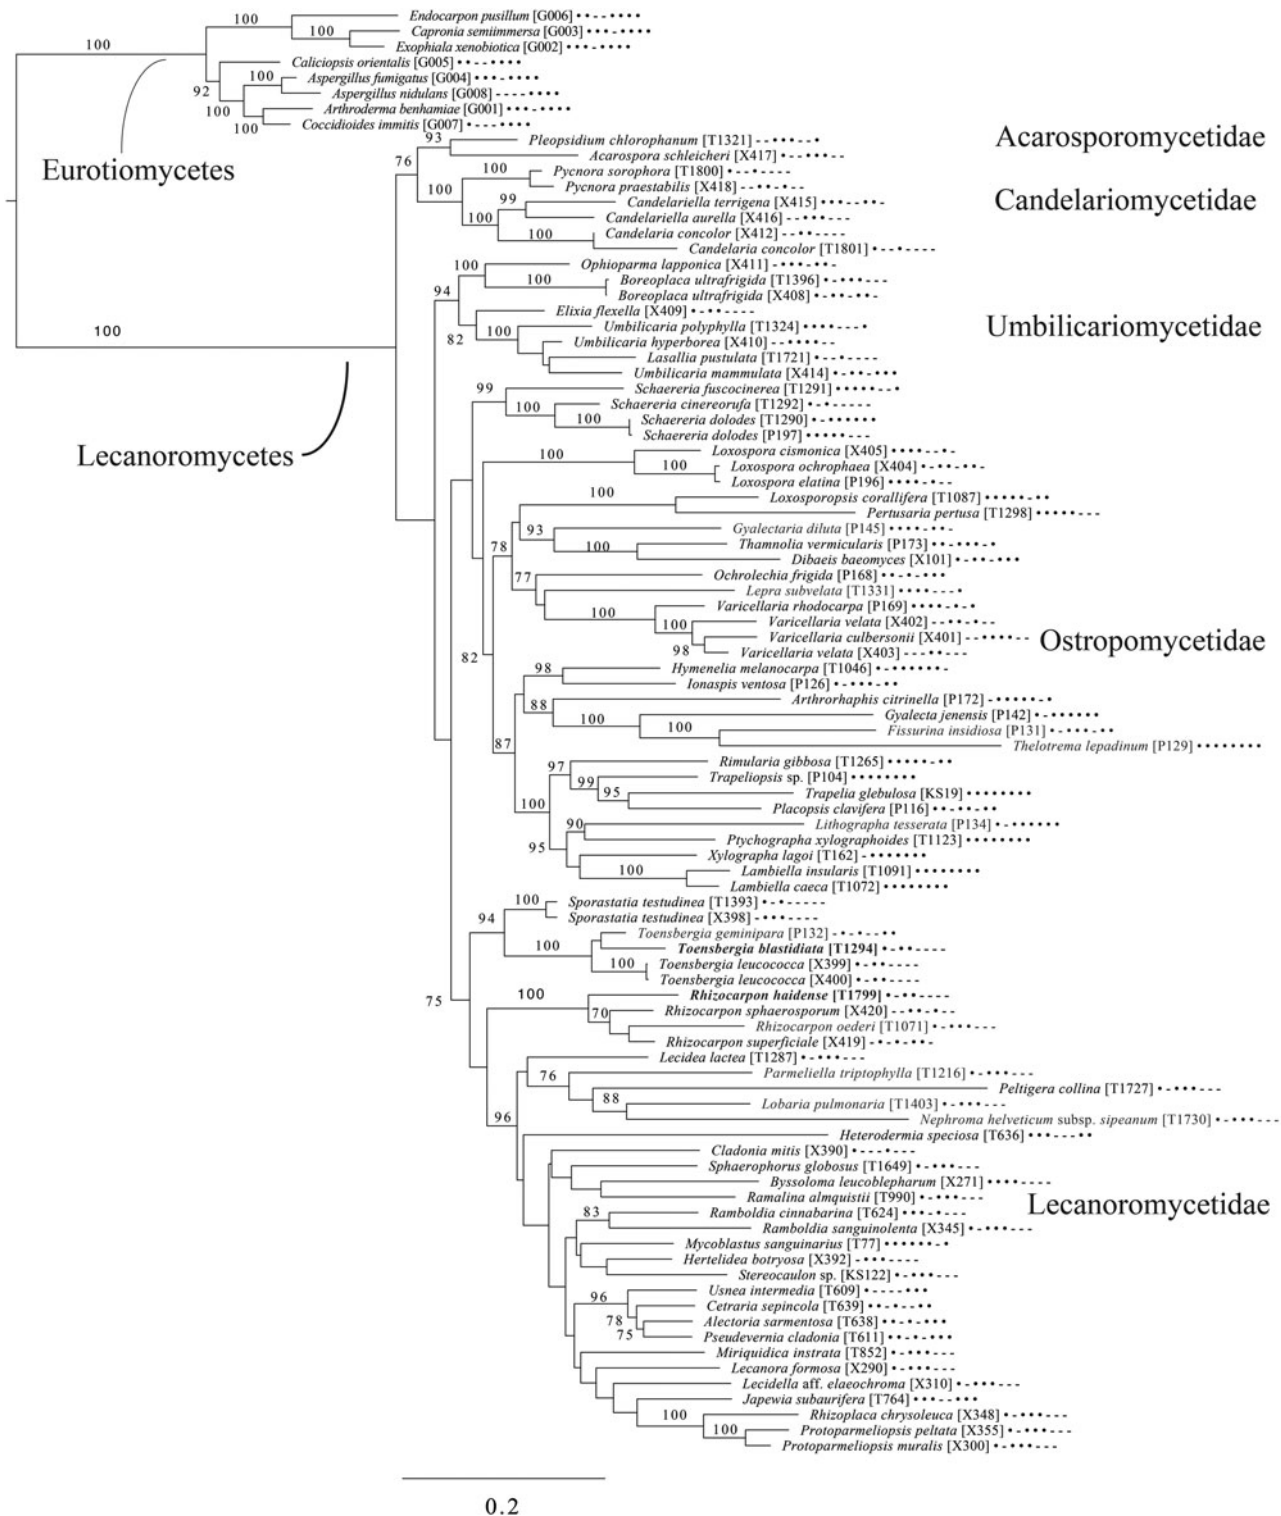 100 Endocarpon pusillum [G006]
Capronia semiimmersa [G003]
100 100 Exophiala xenobiotica [G002]
Caliciopsis orientalis [G005]
100 Aspergillus fumigatus [G004]
92 Aspergillus nidulans [G008]
100 Arthroderma benhamiae [G001]
100 Coccidioides immitis [G007]
93 Pleopsidium chlorophanum [T1321] Acarosporomycetidae
76 Acarospora schleicheri [X417]
Eurotiomycetes 100 Pycnora sorophora [T1800]
100 Pycnora praestabilis [X418]
99 Candelariella terrigena [X415] Candelariomycetidae
100 Candelariella aurella [X416]
100 Candelaria concolor [X412]
Candelaria concolor [T1801]
100 Ophioparma lapponica [X411]
100 Boreoplaca ultrafrigida [T1396]
94 Boreoplaca ultrafrigida [X408]
Elixia flexella [X409]
100 82 100 Umbilicaria polyphylla [T1324] Umbilicariomycetidae
Umbilicaria hyperborea [X410]
Lasallia pustulata [T1721]
Umbilicaria mammulata [X414]
99 Schaereria fuscocinerea [T1291]
100 Schaereria cinereorufa [T1292]
100 Schaereria dolodes [T1290]
Schaereria dolodes [P197]
Lecanoromycetes 100 Loxospora cismonica [X405]
100 Loxospora ochrophaea [X404]
Loxospora elatina [P196]
100 Loxosporopsis corallifera [T1087]
Pertusaria pertusa [T1298]
93 Gyalectaria diluta [P145]
78 100 Thamnolia vermicularis [P173]
Dibaeis baeomyces [X101]
77 Ochrolechia frigida [P168]
Lepra subvelata [T1331]
100 Varicellaria rhodocarpa [P169]
100 Varicellaria velata [X402]
Varicellaria culbersonii [X401] Ostropomycetidae
82 98 Varicellaria velata [X403]
98 Hymenelia melanocarpa [T1046]
Ionaspis ventosa [P126]
88 Arthrorhaphis citrinella [P172]
100 Gyalecta jenensis [P142]
100 Fissurina insidiosa [P131]
87 Thelotrema lepadinum [P129]
97 Rimularia gibbosa [T1265]
99 Trapeliopsis sp. [P104]
95 Trapelia glebulosa [KS19]
100 Placopsis clavifera [P116]
90 Lithographa tesserata [P134]
95 Ptychographa xylographoides [T1123]
Xylographa lagoi [T162]
100 Lambiella insularis [T1091]
Lambiella caeca [T1072]
100 Sporastatia testudinea [T1393]
94 Sporastatia testudinea [X398]
Toensbergia geminipara [P132]
100 Toensbergia blastidiata [T1294]
100 Toensbergia leucococca [X399]
Toensbergia leucococca [X400]
75 100 Rhizocarpon haidense [T1799]
70 Rhizocarpon sphaerosporum [X420]
Rhizocarpon oederi [T1071]
Rhizocarpon superficiale [X419]
Lecidea lactea [T1287]
76 Parmeliella triptophylla [T1216]
Peltigera collina [T1727]
88 Lobaria pulmonaria [T1403]
96 Nephroma helveticum subsp. sipeanum [T1730]
Heterodermia speciosa [T636]
Cladonia mitis [X390]
Sphaerophorus globosus [T1649]
Byssoloma leucoblepharum [X271]
Ramalina almquistii [T990] Lecanoromycetidae
83 Ramboldia cinnabarina [T624]
Ramboldia sanguinolenta [X345]
Mycoblastus sanguinarius [T77]
Hertelidea botryosa [X392]
Stereocaulon sp. [KS122]
96 Usnea intermedia [T609]
Cetraria sepincola [T639]
78 Alectoria sarmentosa [T638]
75 Pseudevernia cladonia [T611]
Miriquidica instrata [T852]
Lecanora formosa [X290]
Lecidella aff. elaeochroma [X310]
Japewia subaurifera [T764]
100 Rhizoplaca chrysoleuca [X348]
100 Protoparmeliopsis peltata [X355]
Protoparmeliopsis muralis [X300]
0.2